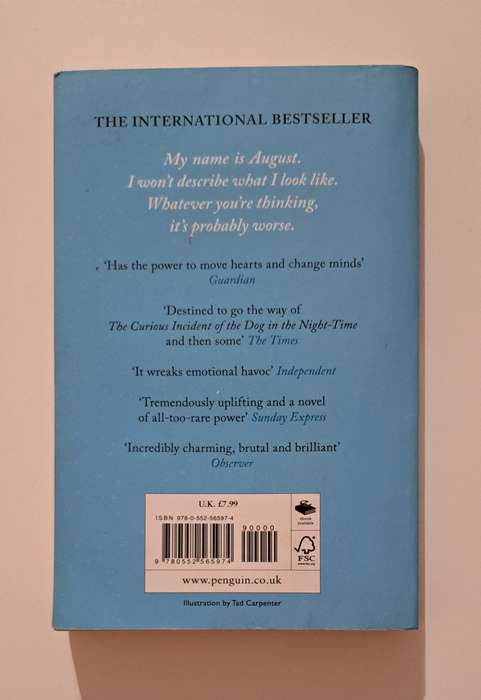 THE INTERNATIONAL BESTSELLER
My name is August.
I won't describe what I look like.
Whatever you're thinking,
it's probably worse.
‘Has the power to move hearts and change minds’
Guardian
‘Destined to go the way of
The Curious Incident of the Dog in the Night-Time
and then some’ The Times
‘It wreaks emotional havoc’ Independent
‘Tremendously uplifting and a novel
of all-too-rare power’ Sunday Express
‘Incredibly charming, brutal and brilliant’
Observer
U.K. £7.99
ISBN 978-0-552-56597-4
90000
9 780552 565974
ebook
available
FSC
www.penguin.co.uk
Illustration by Tad Carpenter